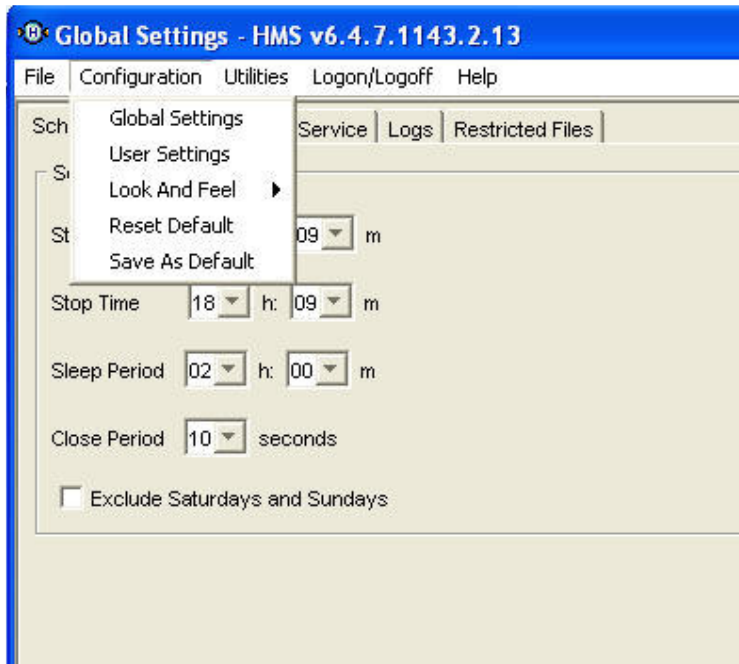 H Global Settings - HMS v6.4.7.1143.2.13
File Configuration Utilities Logon/Logoff Help
Service Logs Restricted Files
Global Settings
User Settings
Look And Feel
Reset Default
Save As Default
09 m
Stop Time 18 h: 09 m
Sleep Period 02 h: 00 m
Close Period 10 seconds
Exclude Saturdays and Sundays